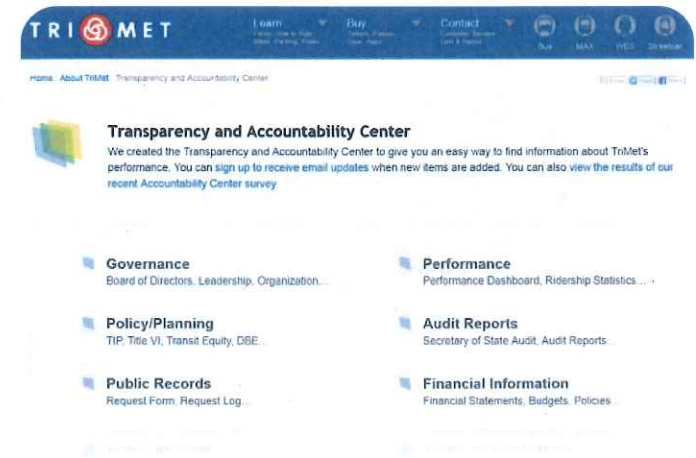 TRI MET
Learn Buy Contact
Bus MAX WES Streetcar
Home About TriMet Transparency and Accountability Center
Transparency and Accountability Center
We created the Transparency and Accountability Center to give you an easy way to find information about TriMet's
performance. You can sign up to receive email updates when new items are added. You can also view the results of our
recent Accountability Center survey
Governance
Board of Directors, Leadership, Organization...
Performance
Performance Dashboard, Ridership Statistics...
Policy/Planning
TIP, Title VI, Transit Equity, DBE...
Audit Reports
Secretary of State Audit, Audit Reports...
Public Records
Request Form, Request Log...
Financial Information
Financial Statements, Budgets, Policies...